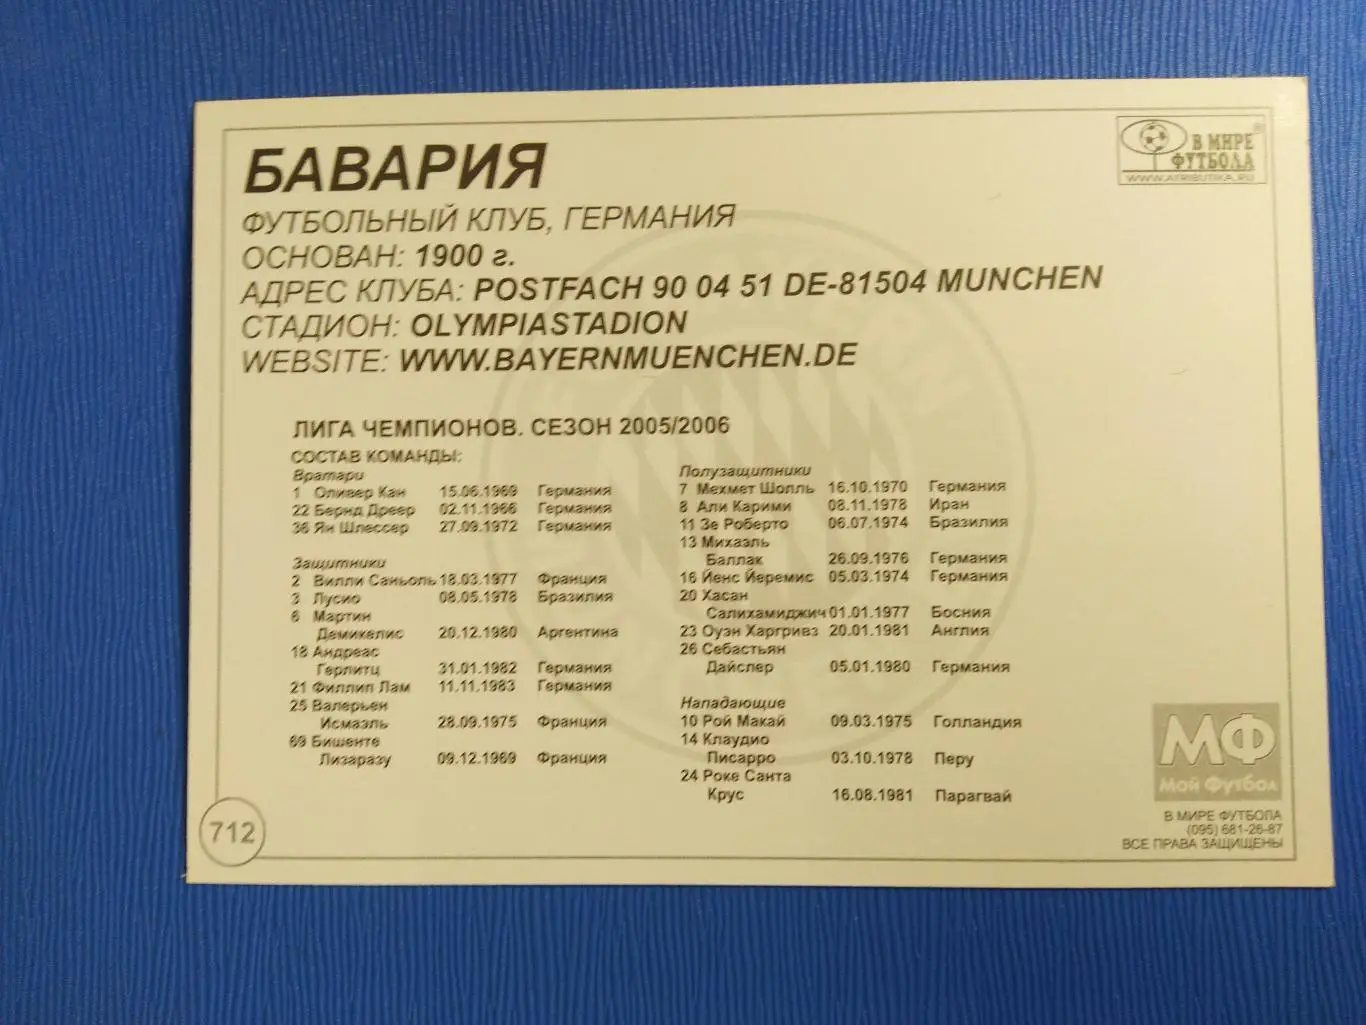 БАВАРИЯ
ФУТБОЛЬНЫЙ КЛУБ, ГЕРМАНИЯ
ОСНОВАН: 1900 г.
АДРЕС КЛУБА: POSTFACH 90 04 51 DE-81504 MUNCHEN
СТАДИОН: OLYMPIASTADION
WEBSITE: WWW.BAYERNMUENCHEN.DE
В МИРЕ
ФУТБОЛА®
WWW.ATRIBUTIKA.RU
ЛИГА ЧЕМПИОНОВ. СЕЗОН 2005/2006
СОСТАВ КОМАНДЫ:
Вратари
1 Оливер Кан 15.06.1969 Германия
22 Бернд Дреер 02.11.1966 Германия
36 Ян Шлессер 27.09.1972 Германия
Защитники
2 Вилли Саньоль 18.03.1977 Франция
3 Лусио 08.05.1978 Бразилия
6 Мартин
Демикелис 20.12.1980 Аргентина
18 Андреас
Герлитц 31.01.1982 Германия
21 Филлип Лам 11.11.1983 Германия
25 Валерьен
Исмаэль 28.09.1975 Франция
69 Бишенте
Лизаразу 09.12.1969 Франция
Полузащитники
7 Мехмет Шолль 16.10.1970 Германия
8 Али Карими 08.11.1978 Иран
11 Зе Роберто 06.07.1974 Бразилия
13 Михаэль
Баллак 26.09.1976 Германия
16 Йенс Йеремис 05.03.1974 Германия
20 Хасан
Салихамиджич 01.01.1977 Босния
23 Оуэн Харгривз 20.01.1981 Англия
26 Себастьян
Дайслер 05.01.1980 Германия
Нападающие
10 Рой Макай 09.03.1975 Голландия
14 Клаудио
Писарро 03.10.1978 Перу
24 Роке Санта
Крус 16.08.1981 Парагвай
МФ
Мой Футбол
В МИРЕ ФУТБОЛА
(095) 681-26-87
ВСЕ ПРАВА ЗАЩИЩЕНЫ
712